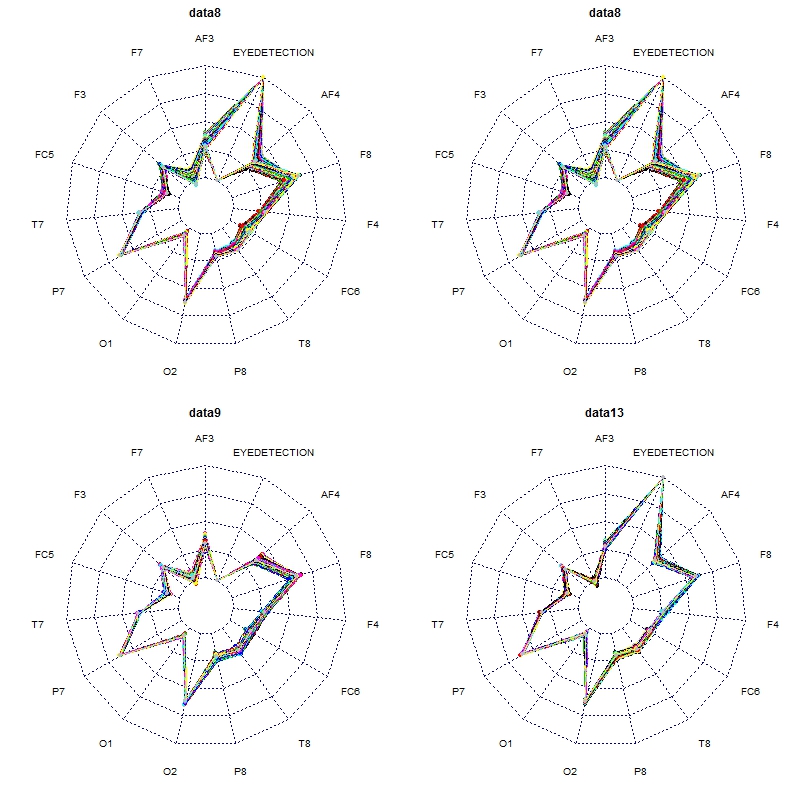 data8
AF3
F7
EYEDETECTION
F3
AF4
FC5
F8
T7
F4
P7
FC6
O1
T8
O2
P8
data8
AF3
F7
EYEDETECTION
F3
AF4
FC5
F8
T7
F4
P7
FC6
O1
T8
O2
P8
data9
AF3
F7
EYEDETECTION
F3
AF4
FC5
F8
T7
F4
P7
FC6
O1
T8
O2
P8
data13
AF3
F7
EYEDETECTION
F3
AF4
FC5
F8
T7
F4
P7
FC6
O1
T8
O2
P8